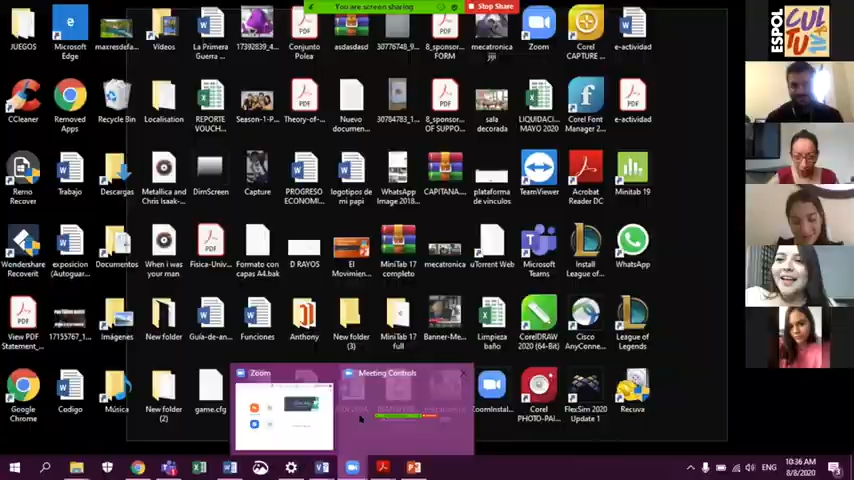 You are screen sharing
Stop Share
ESPOL
CULTU
JUEGOS
Microsoft Edge
maxresdefa...
Vídeos
La Primera Guerra ...
17392839_4...
Conjunto Polea
asdasdasd
30776748_9...
8_sponsor... FORM
mecatronica jiji
Zoom
Corel CAPTURE ...
e-actividad
CCleaner
Removed Apps
Recycle Bin
Localisation
REPORTE VOUCH...
Season-1-P...
Theory-of-...
Nuevo documen...
30784783_1...
8_sponsor... OF SUPPO...
sala decorada
LIQUIDACI... MAYO 2020
Corel Font Manager 2...
e-actividad
Remo Recover
Trabajo
Descargas
Metallica and Chris Isaak-...
DimScreen
Capture
PROGRESO ECONOMI...
logotipos de mi papi
WhatsApp Image 2018...
CAPITANA...
plataforma de vinculos
TeamViewer
Acrobat Reader DC
Minitab 19
Wondershare Recoverit
exposicion (Autoguar...
Documentos
When i was your man
Fisica-Univ...
Formato con capas A4.bak
D RAYOS
El Movimien...
MiniTab 17 completo
mecatronica
uTorrent Web
Microsoft Teams
Install League of...
WhatsApp
View PDF Statement_...
17155767_1...
Imágenes
New folder
Guía-de-an...
Funciones
Anthony
New folder (3)
MiniTab 17 full
Banner-Me...
Limpieza baño
CorelDRAW 2020 (64-Bit)
Cisco AnyConne...
League of Legends
Zoom
Meeting Controls
Google Chrome
Codigo
Música
New folder (2)
game.cfg
ZoomInstal...
Corel PHOTO-PAI...
FlexSim 2020 Update 1
Recuva
ENG
10:36 AM
8/8/2020